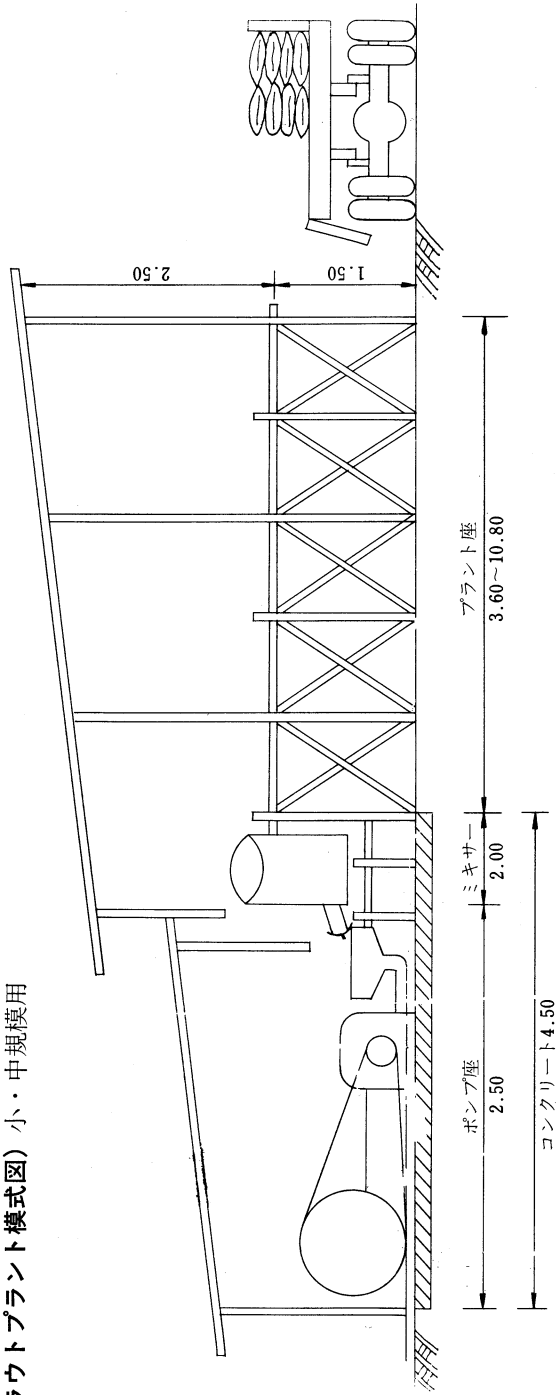 ラウトプラント模式図) 小・中規模用
2.50
1.50
プラント座
3.60~10.80
ミキサー
2.00
ポンプ座
2.50
コンクリート4.50